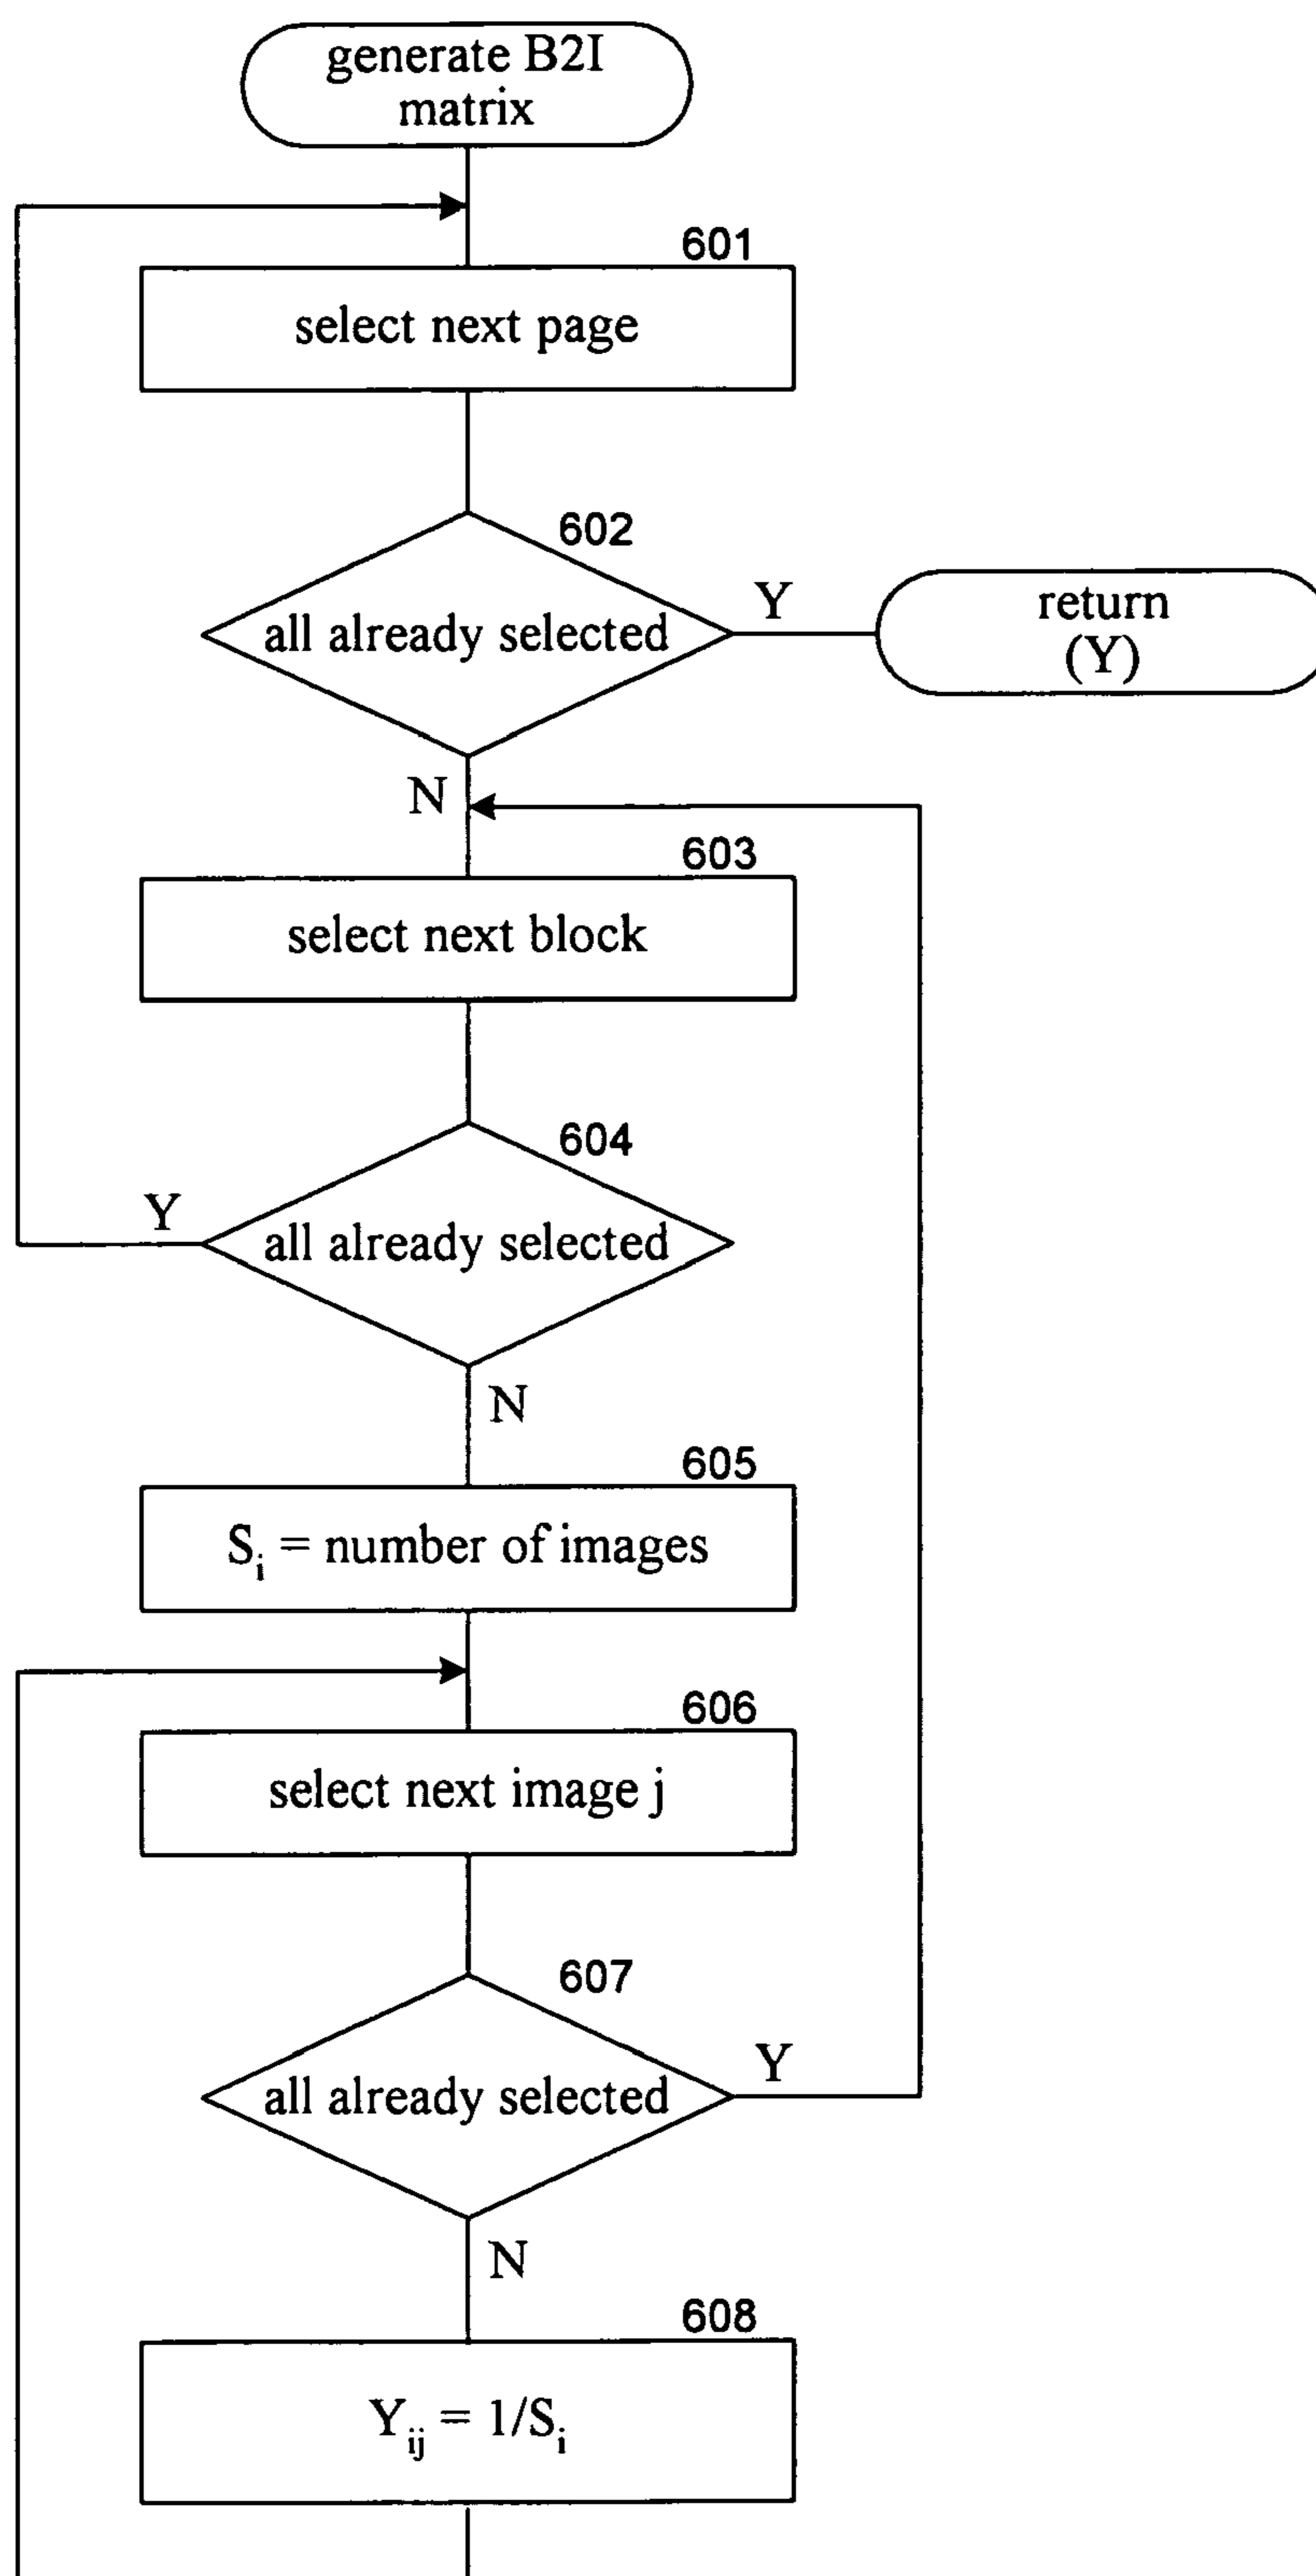 generate B2I
matrix
601
select next page
602
all already selected
Y
return
(Y)
N
603
select next block
604
all already selected
Y
N
605
Sᵢ = number of images
606
select next image j
607
all already selected
Y
N
608
Yᵢⱼ = 1/Sᵢ